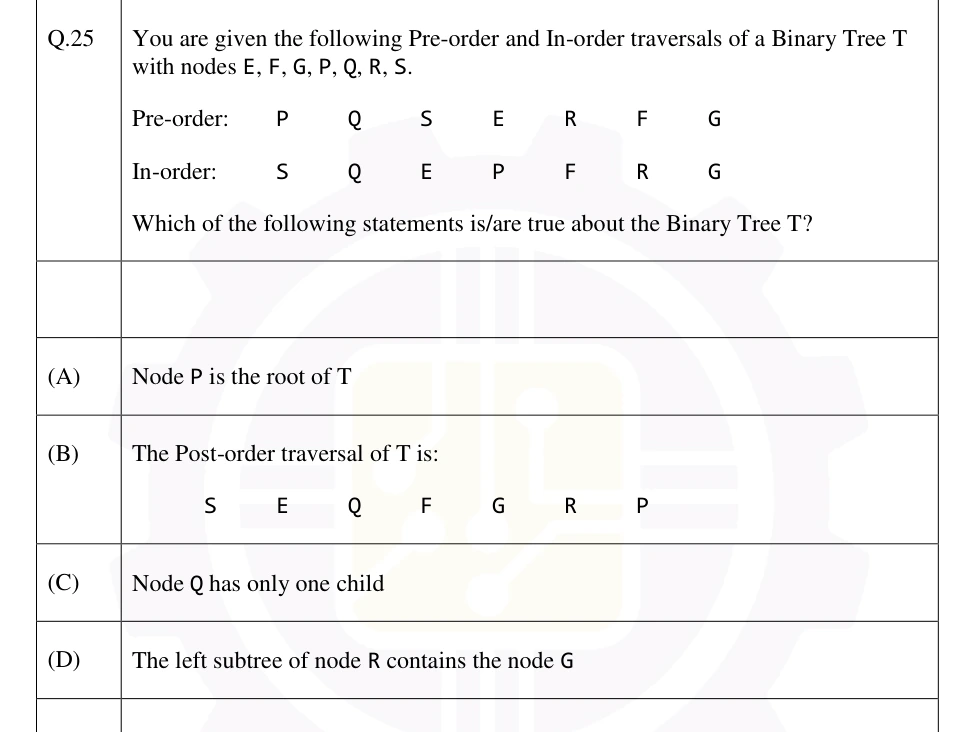 Q.25 You are given the following Pre-order and In-order traversals of a Binary Tree T
with nodes E, F, G, P, Q, R, S.
Pre-order: P Q S E R F G
In-order: S Q E P F R G
Which of the following statements is/are true about the Binary Tree T?
(A) Node P is the root of T
(B) The Post-order traversal of T is:
S E Q F G R P
(C) Node Q has only one child
(D) The left subtree of node R contains the node G